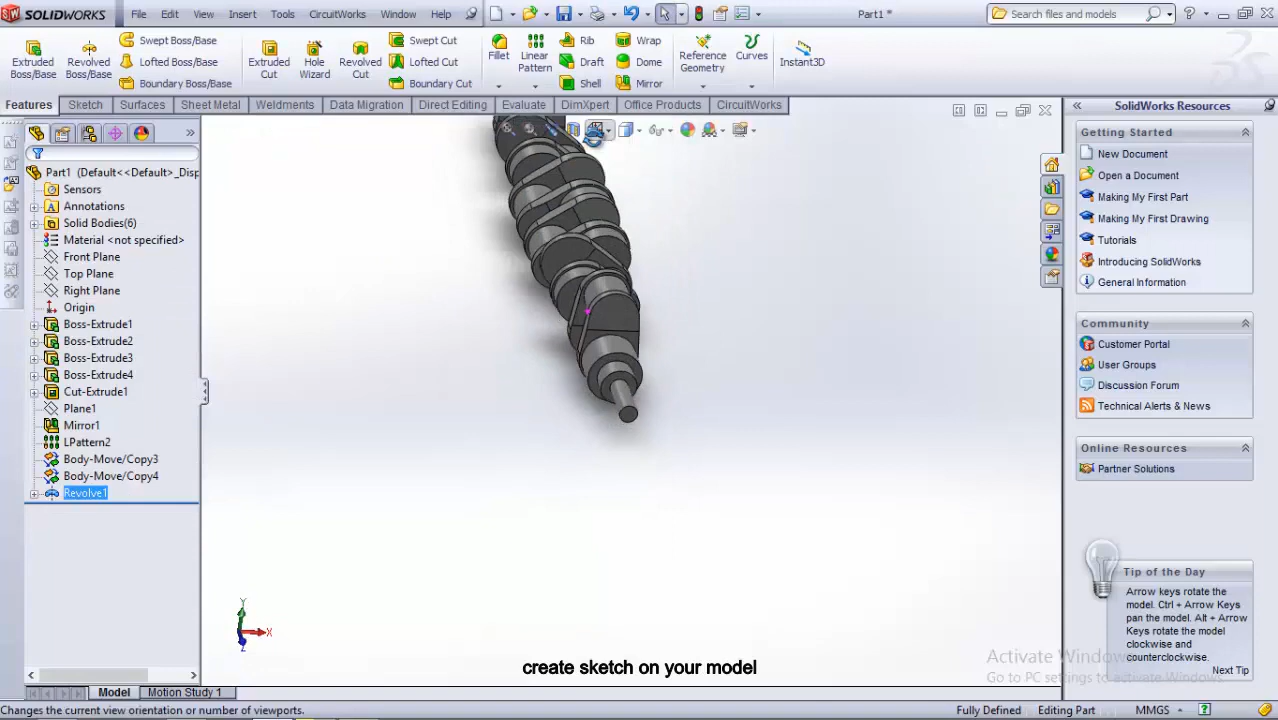 SOLIDWORKS File Edit View Insert Tools CircuitWorks Window Help Part1 * Search files and models
Extruded Boss/Base Revolved Boss/Base Swept Boss/Base Lofted Boss/Base Boundary Boss/Base Extruded Cut Hole Wizard Revolved Cut Swept Cut Lofted Cut Boundary Cut Fillet Linear Pattern Rib Draft Shell Wrap Dome Mirror Reference Geometry Curves Instant3D
Features Sketch Surfaces Sheet Metal Weldments Data Migration Direct Editing Evaluate DimXpert Office Products CircuitWorks
Part1 (Default<<Default>_Disp
Sensors
Annotations
Solid Bodies(6)
Material <not specified>
Front Plane
Top Plane
Right Plane
Origin
Boss-Extrude1
Boss-Extrude2
Boss-Extrude3
Boss-Extrude4
Cut-Extrude1
Plane1
Mirror1
LPattern2
Body-Move/Copy3
Body-Move/Copy4
Revolve1
Y
X
Z
SolidWorks Resources
Getting Started
New Document
Open a Document
Making My First Part
Making My First Drawing
Tutorials
Introducing SolidWorks
General Information
Community
Customer Portal
User Groups
Discussion Forum
Technical Alerts & News
Online Resources
Partner Solutions
Tip of the Day
Arrow keys rotate the
model. Ctrl + Arrow Keys
pan the model. Alt + Arrow
Keys rotate the model
clockwise and
counterclockwise.
Next Tip
Activate Windows
Go to PC settings to activate Windows.
create sketch on your model
Model Motion Study 1
Changes the current view orientation or number of viewports. Fully Defined Editing Part MMGS